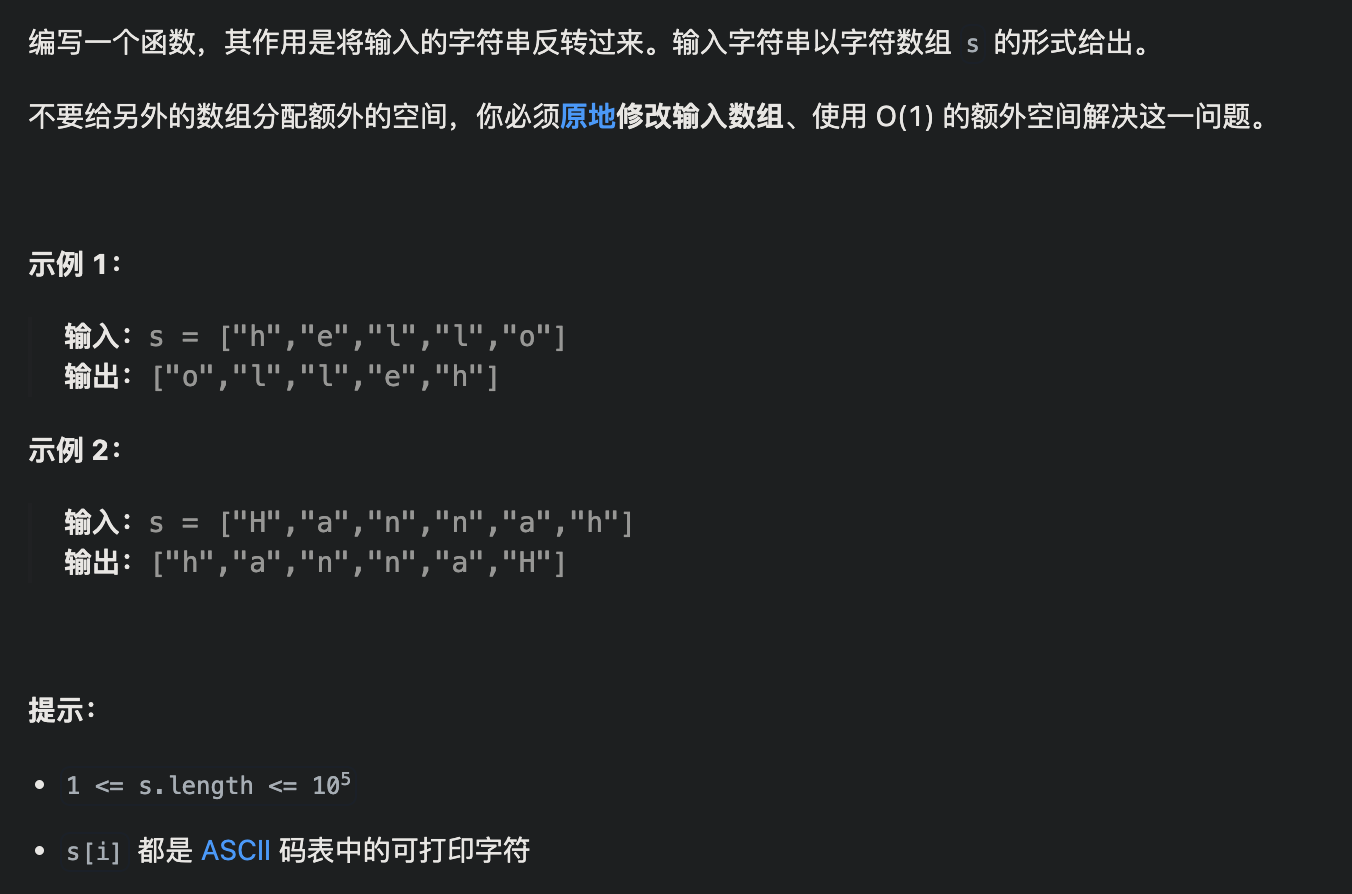 编写一个函数，其作用是将输入的字符串反转过来。输入字符串以字符数组 s 的形式给出。
不要给另外的数组分配额外的空间，你必须原地修改输入数组、使用 O(1) 的额外空间解决这一问题。
示例 1：
输入：s = ["h","e","l","l","o"]
输出：["o","l","l","e","h"]
示例 2：
输入：s = ["H","a","n","n","a","h"]
输出：["h","a","n","n","a","H"]
提示：
• 1 <= s.length <= 10⁵
• s[i] 都是 ASCII 码表中的可打印字符